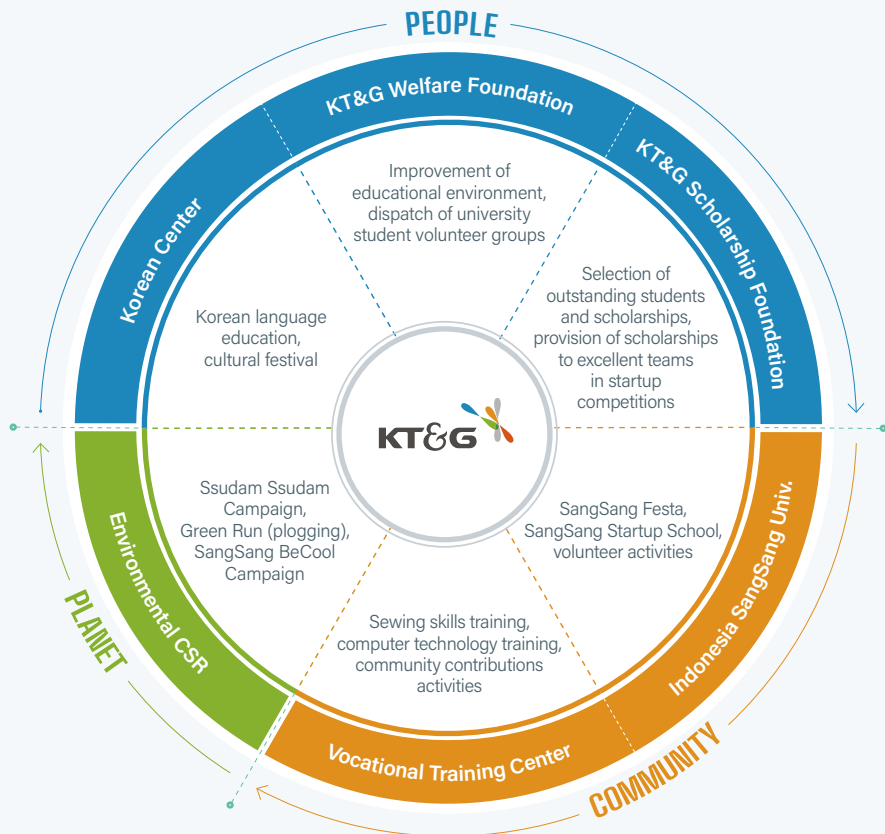 PEOPLE
KT&G Welfare Foundation
Improvement of
educational environment,
dispatch of university
student volunteer groups
KT&G Scholarship Foundation
Selection of
outstanding students
and scholarships,
provision of scholarships
to excellent teams
in startup
competitions
Korean Center
Korean language
education,
cultural festival
KT&G
COMMUNITY
Indonesia SangSang Univ.
SangSang Festa,
SangSang Startup School,
volunteer activities
Vocational Training Center
Sewing skills training,
computer technology training,
community contributions
activities
PLANET
Environmental CSR
Ssudam Ssudam
Campaign,
Green Run (plogging),
SangSang BeCool
Campaign